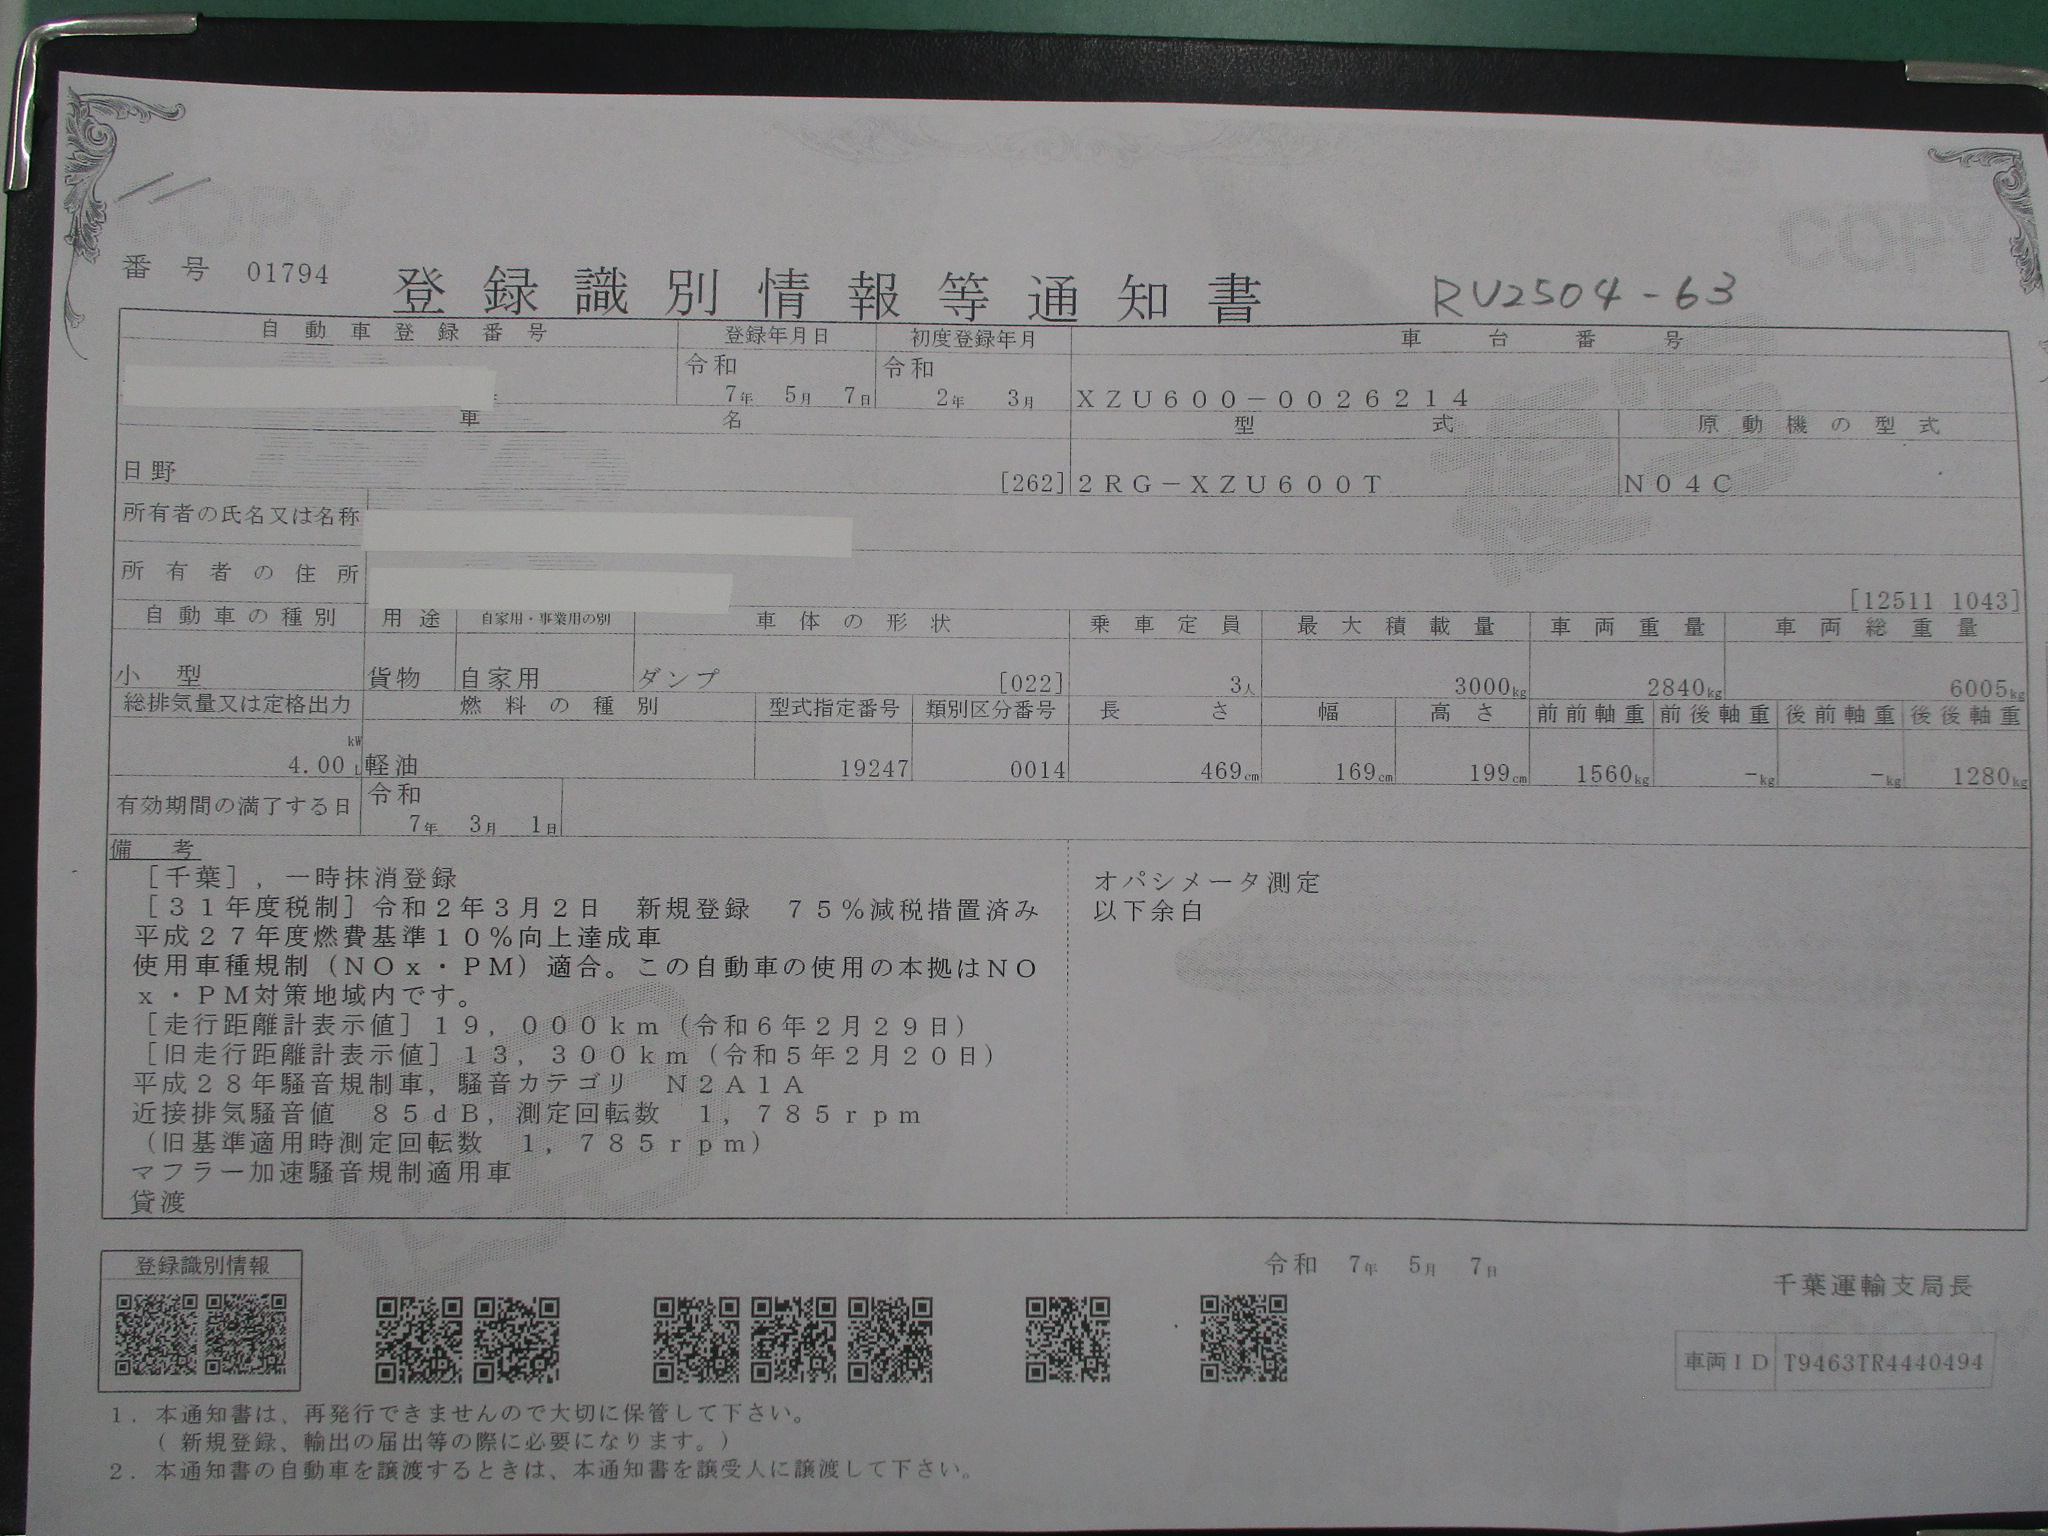 COPY
COPY
番号 01794 登録識別情報等通知書 RU2504-63
自動車登録番号 登録年月日 初度登録年月 車台番号
令和 令和
7年 5月 7日 2年 3月 XZU600-0026214
車名 型式 原動機の型式
日野 [262] 2RG-XZU600T N04C
所有者の氏名又は名称
所有者の住所
[12511 1043]
自動車の種別 用途 自家用・事業用の別 車体の形状 乗車定員 最大積載量 車両重量 車両総重量
小型 貨物 自家用 ダンプ [022] 3人 3000kg 2840kg 6005kg
総排気量又は定格出力 燃料の種別 型式指定番号 類別区分番号 長さ 幅 高さ 前前軸重 前後軸重 後前軸重 後後軸重
kW
4.00 L 軽油 19247 0014 469cm 169cm 199cm 1560kg -kg -kg 1280kg
有効期間の満了する日 令和
7年 3月 1日
備考
[千葉],一時抹消登録
[31年度税制]令和2年3月2日 新規登録 75%減税措置済み
平成27年度燃費基準10%向上達成車
使用車種規制(NOx・PM)適合。この自動車の使用の本拠はNO
x・PM対策地域内です。
[走行距離計表示値]19,000km(令和6年2月29日)
[旧走行距離計表示値]13,300km(令和5年2月20日)
平成28年騒音規制車,騒音カテゴリ N2A1A
近接排気騒音値 85dB,測定回転数 1,785rpm
(旧基準適用時測定回転数 1,785rpm)
マフラー加速騒音規制適用車
貸渡
オパシメータ測定
以下余白
登録識別情報
令和 7年 5月 7日
千葉運輸支局長
車両ID T9463TR4440494
1.本通知書は、再発行できませんので大切に保管して下さい。
(新規登録、輸出の届出等の際に必要になります。)
2.本通知書の自動車を譲渡するときは、本通知書を譲受人に譲渡して下さい。